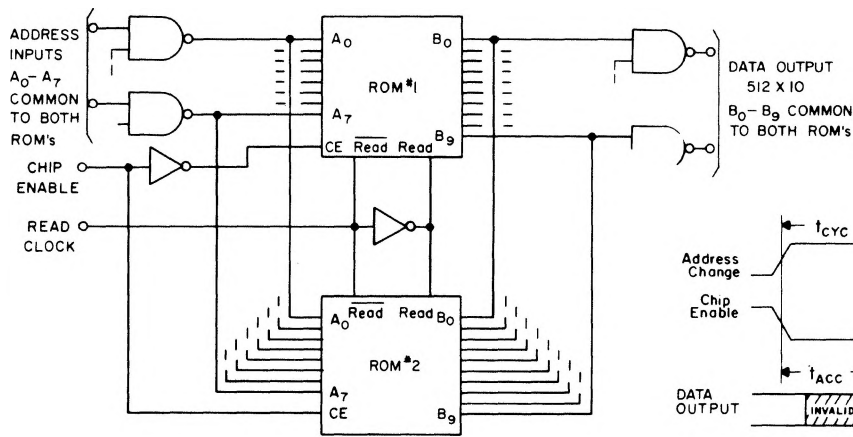 ADDRESS
INPUTS
A0-A7
COMMON
TO BOTH
ROM's
CHIP
ENABLE
READ
CLOCK
A0
B0
ROM#1
A7
B9
CE
Read
Read
DATA OUTPUT
512 X 10
B0-B9 COMMON
TO BOTH ROM's
Read
Read
A0
B0
ROM#2
A7
CE
B9
tCYC
Address
Change
Chip
Enable
tACC
DATA
OUTPUT
INVALID